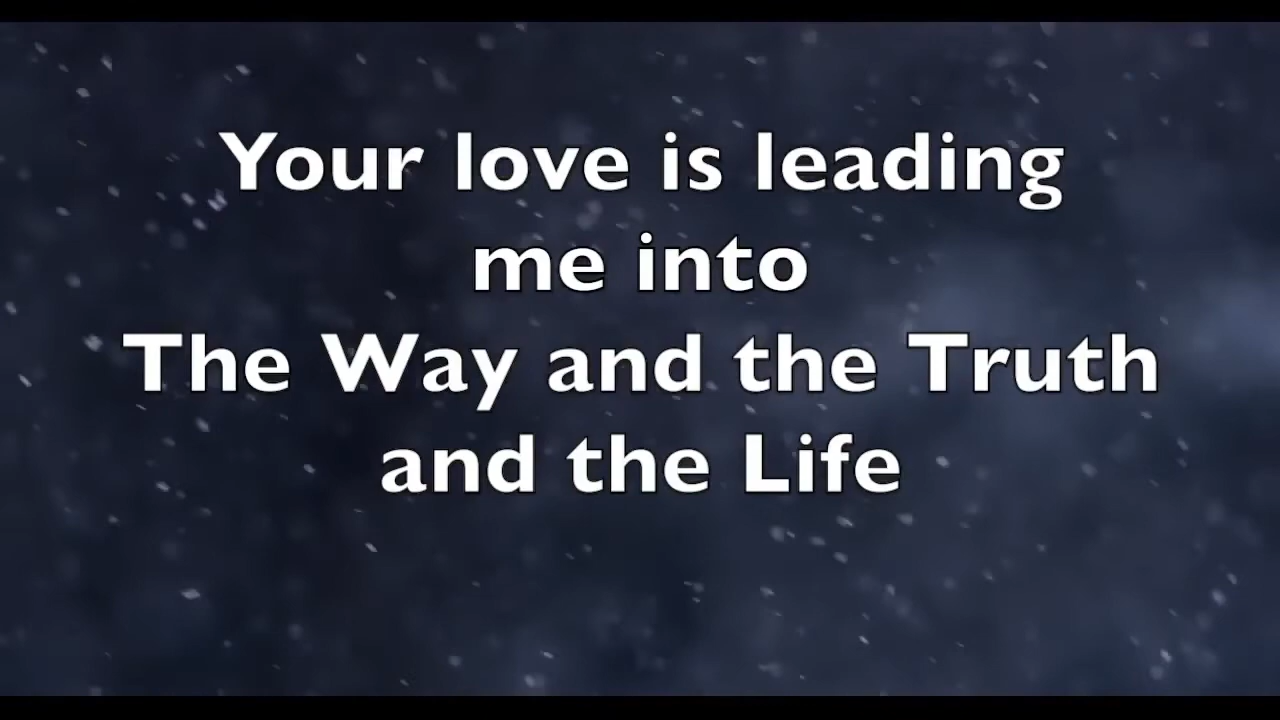 Your love is leading
me into
The Way and the Truth
and the Life